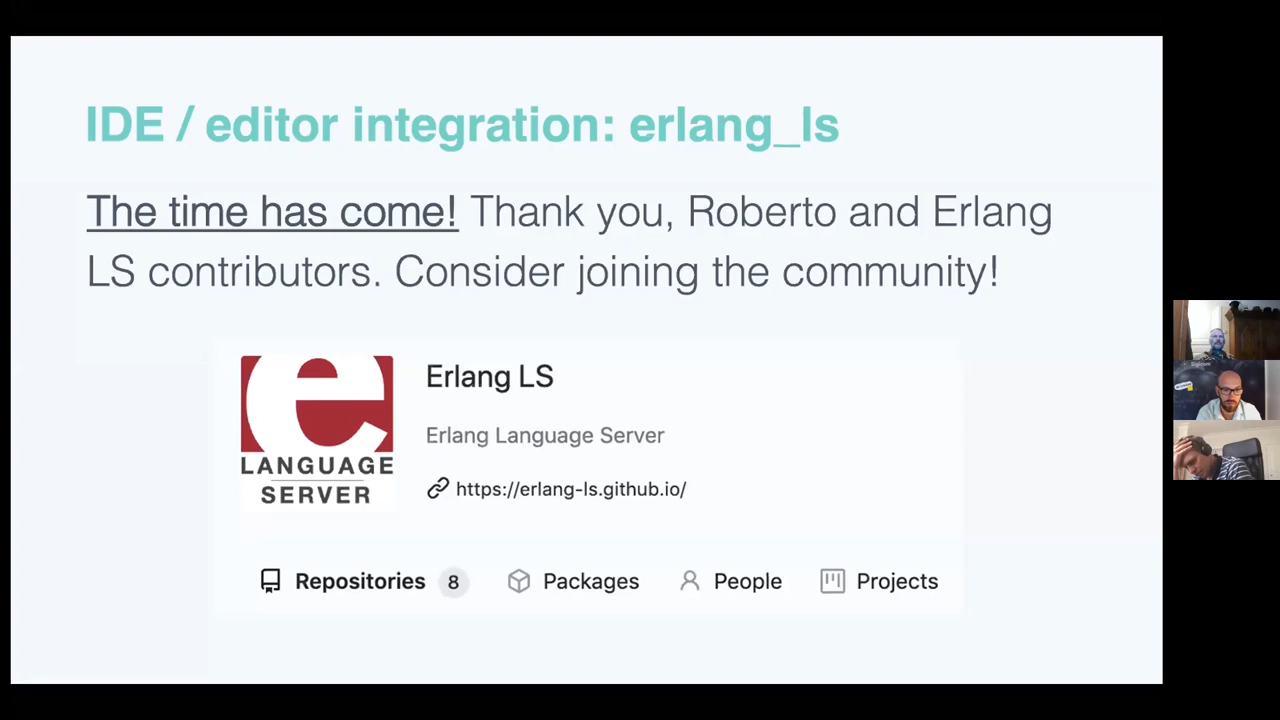 IDE / editor integration: erlang_ls
The time has come! Thank you, Roberto and Erlang
LS contributors. Consider joining the community!
e
LANGUAGE
SERVER
Erlang LS
Erlang Language Server
https://erlang-ls.github.io/
Repositories 8 Packages People Projects